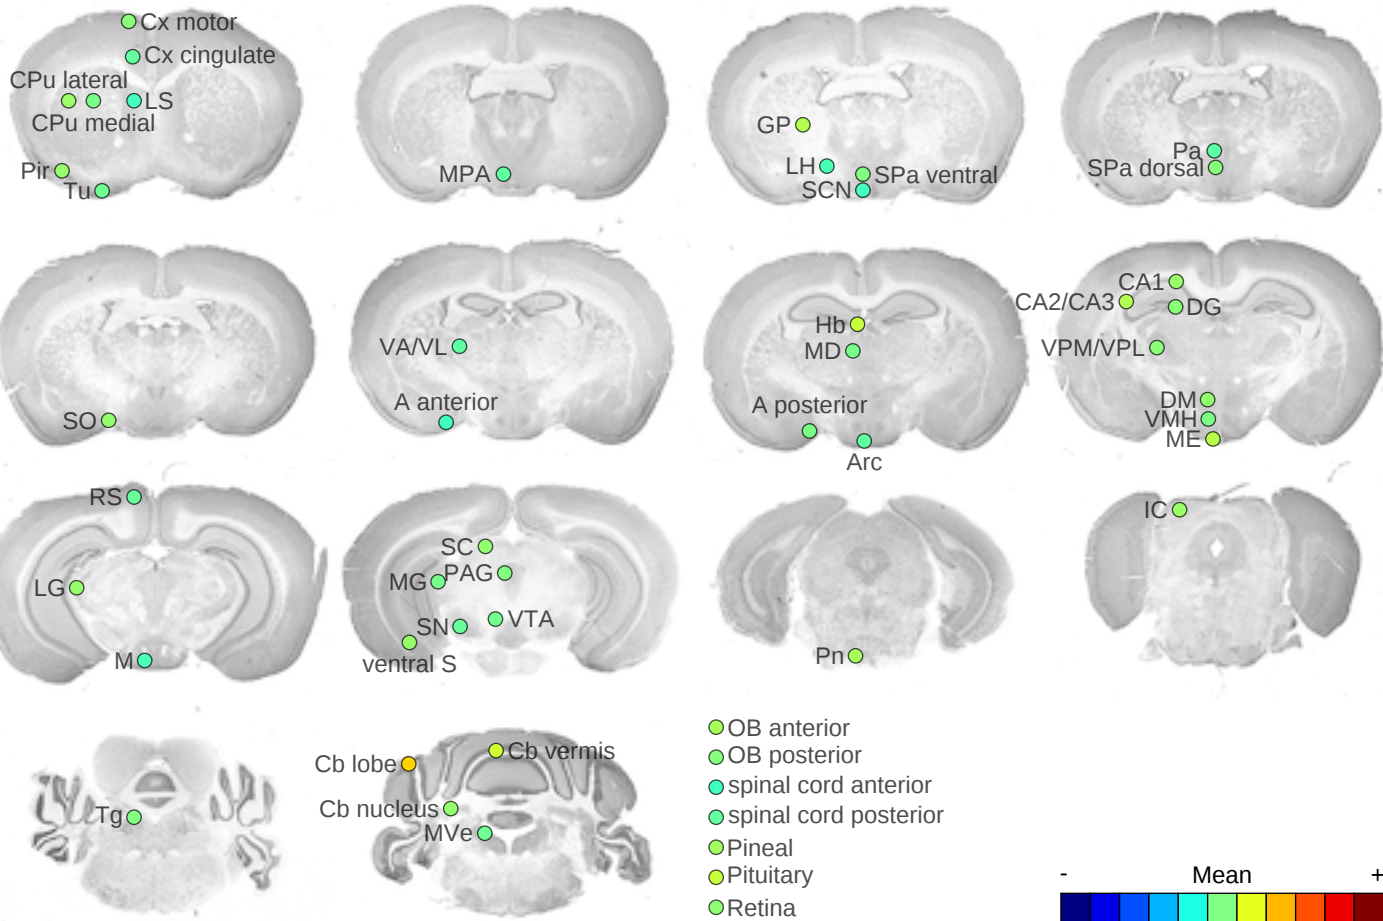 Cx motor
Cx cingulate
CPu lateral
LS
CPu medial
Pir
Tu
MPA
GP
LH
SPa ventral
SCN
Pa
SPa dorsal
SO
VA/VL
A anterior
Hb
MD
A posterior
Arc
CA1
CA2/CA3
DG
VPM/VPL
DM
VMH
ME
RS
LG
M
SC
PAG
MG
VTA
SN
ventral S
Pn
IC
Tg
Cb vermis
Cb lobe
Cb nucleus
MVe
OB anterior
OB posterior
spinal cord anterior
spinal cord posterior
Pineal
Pituitary
Retina
- Mean +